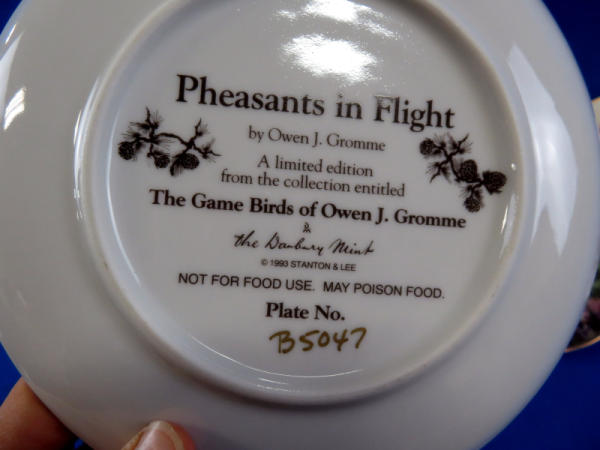 Pheasants in Flight
by Owen J. Gromme
A limited edition
from the collection entitled
The Game Birds of Owen J. Gromme
&
The Danbury Mint
© 1993 STANTON & LEE
NOT FOR FOOD USE. MAY POISON FOOD.
Plate No.
B5047